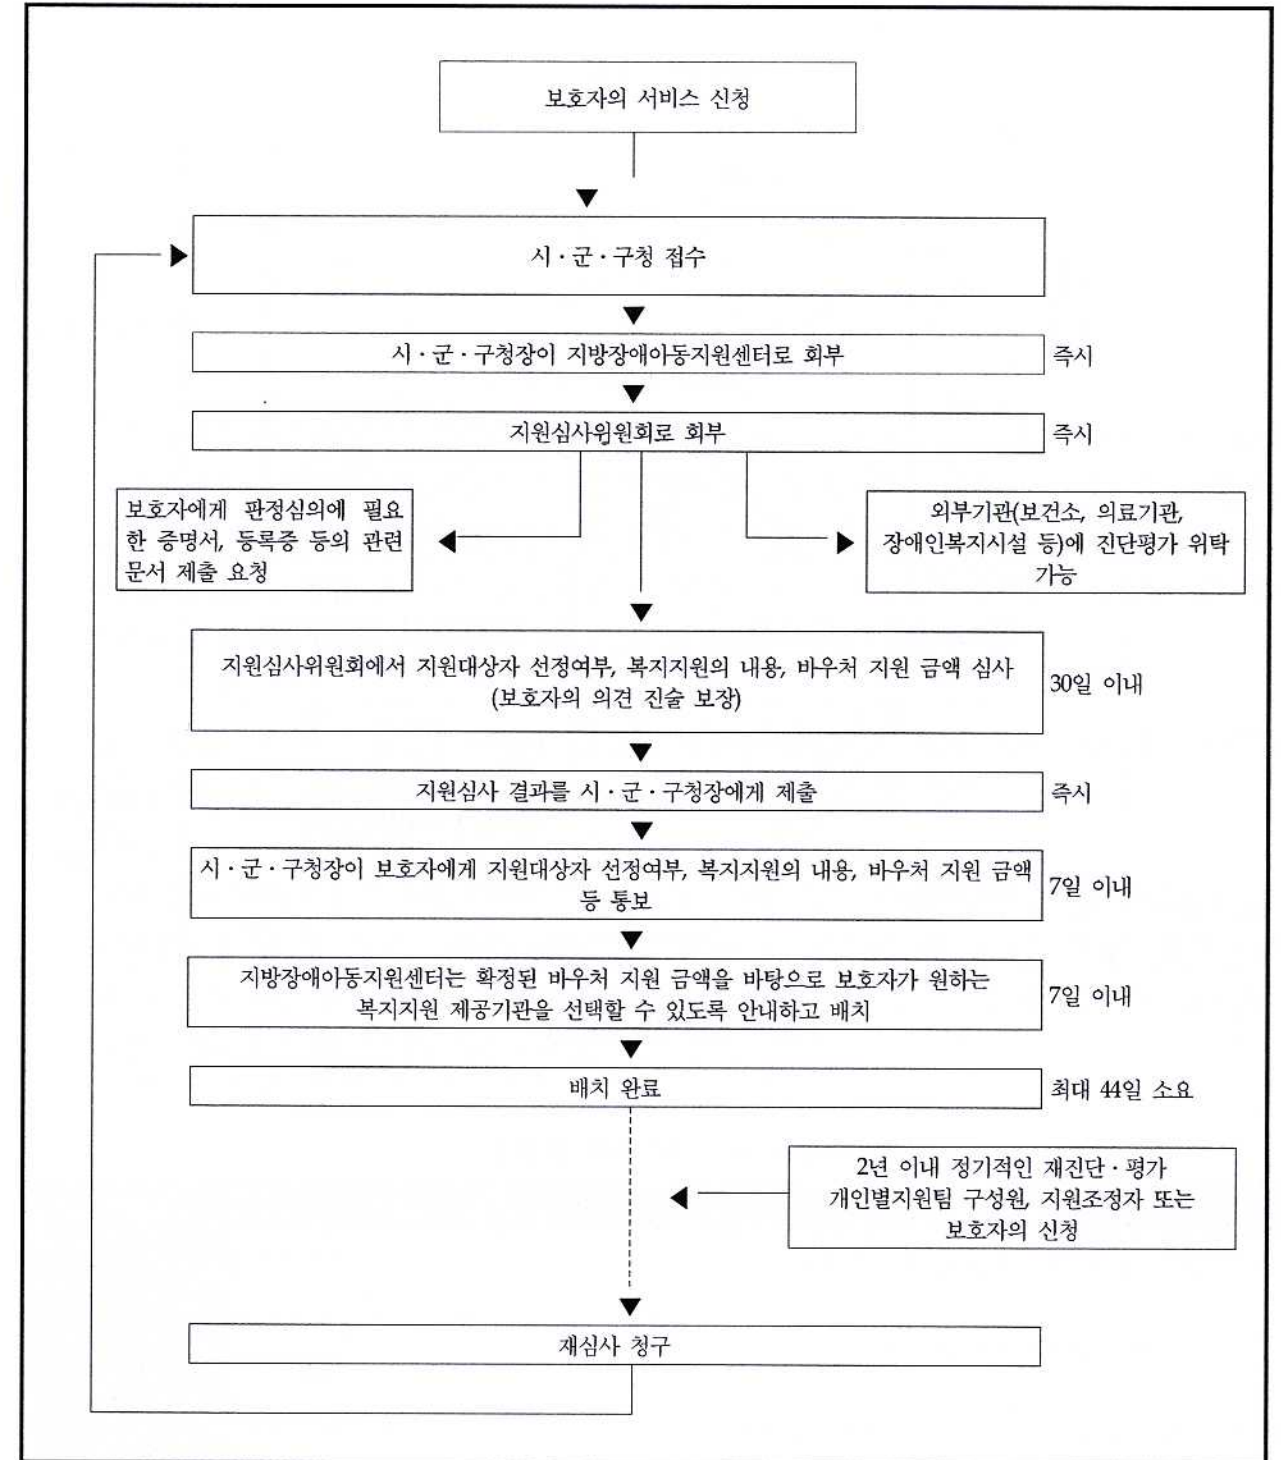 보호자의 서비스 신청
시·군·구청 접수
시·군·구청장이 지방장애아동지원센터로 회부
즉시
지원심사위원회로 회부
즉시
보호자에게 판정심의에 필요
한 증명서, 등록증 등의 관련
문서 제출 요청
외부기관(보건소, 의료기관,
장애인복지시설 등)에 진단평가 위탁
가능
지원심사위원회에서 지원대상자 선정여부, 복지지원의 내용, 바우처 지원 금액 심사
(보호자의 의견 진술 보장)
30일 이내
지원심사 결과를 시·군·구청장에게 제출
즉시
시·군·구청장이 보호자에게 지원대상자 선정여부, 복지지원의 내용, 바우처 지원 금액
등 통보
7일 이내
지방장애아동지원센터는 확정된 바우처 지원 금액을 바탕으로 보호자가 원하는
복지지원 제공기관을 선택할 수 있도록 안내하고 배치
7일 이내
배치 완료
최대 44일 소요
2년 이내 정기적인 재진단·평가
개인별지원팀 구성원, 지원조정자 또는
보호자의 신청
재심사 청구